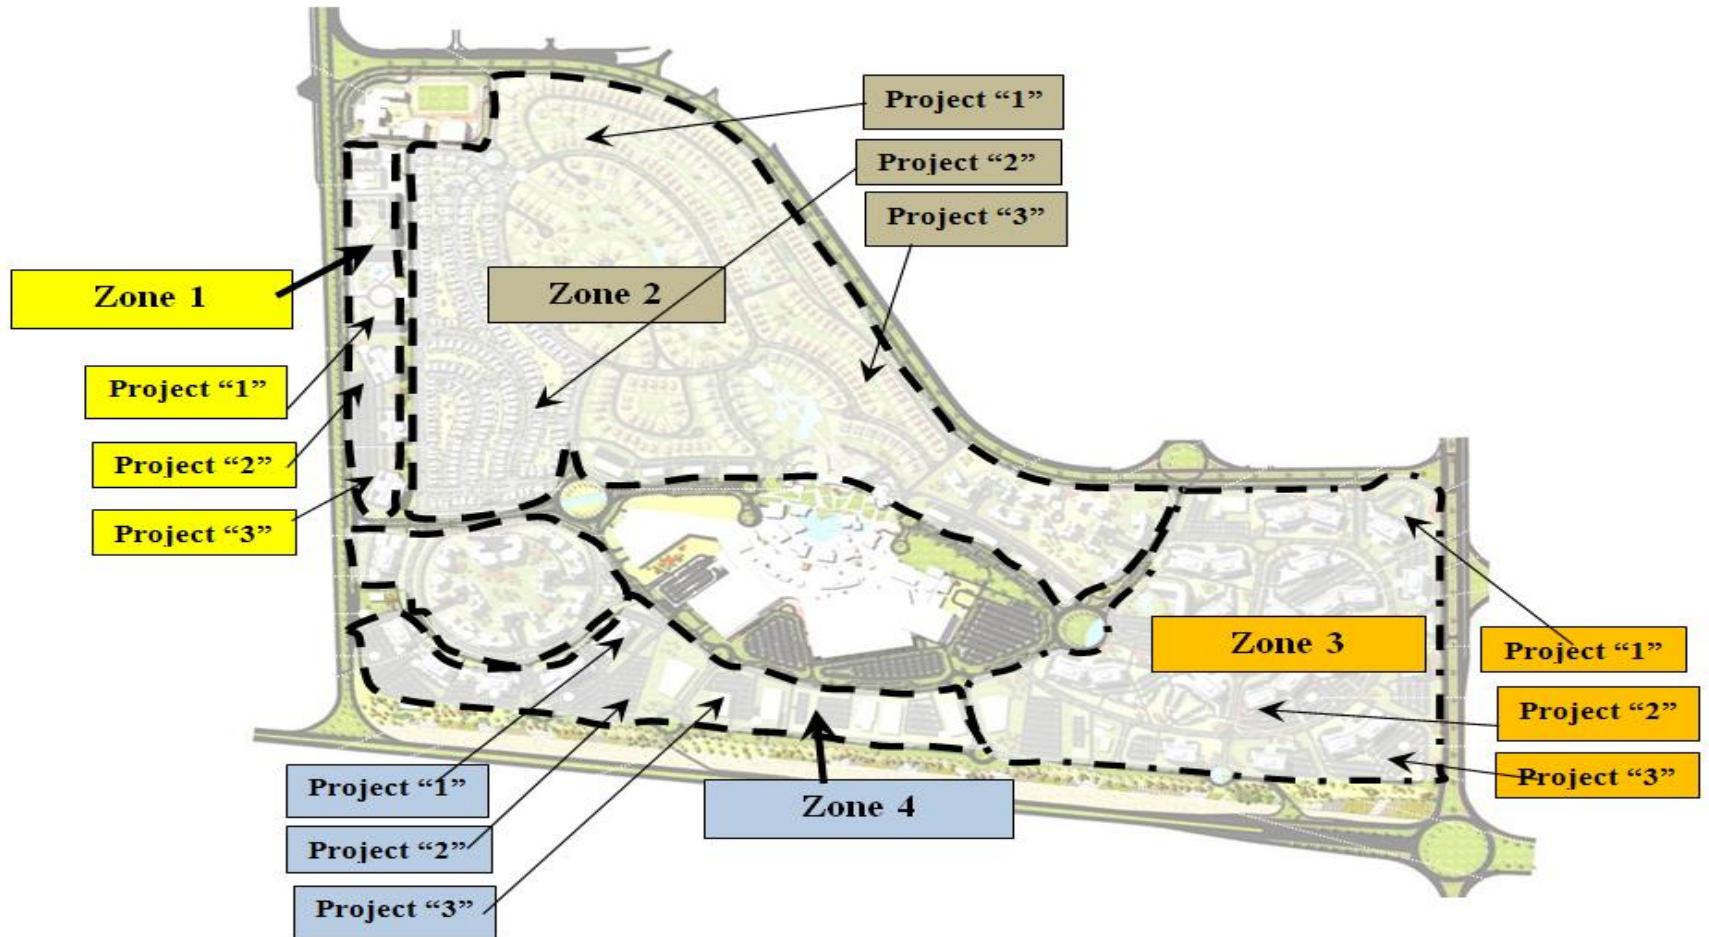 Project “1”
Project “2”
Project “3”
Zone 1
Zone 2
Project “1”
Project “2”
Project “3”
Zone 3
Project “1”
Project “2”
Project “3”
Zone 4
Project “1”
Project “2”
Project “3”